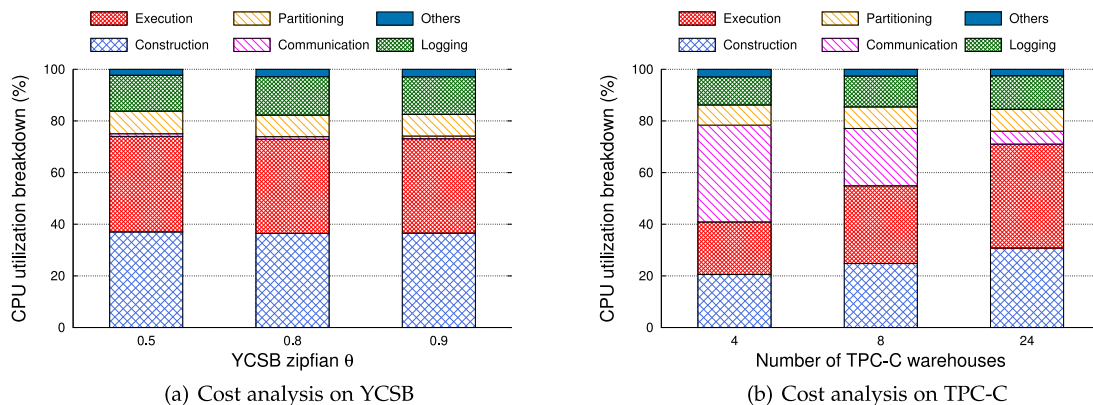 Execution Partitioning Others
Construction Communication Logging
100
80
60
40
20
0
CPU utilization breakdown (%)
0.5 0.8 0.9
YCSB zipfian θ
(a) Cost analysis on YCSB
Execution Partitioning Others
Construction Communication Logging
100
80
60
40
20
0
CPU utilization breakdown (%)
4 8 24
Number of TPC-C warehouses
(b) Cost analysis on TPC-C